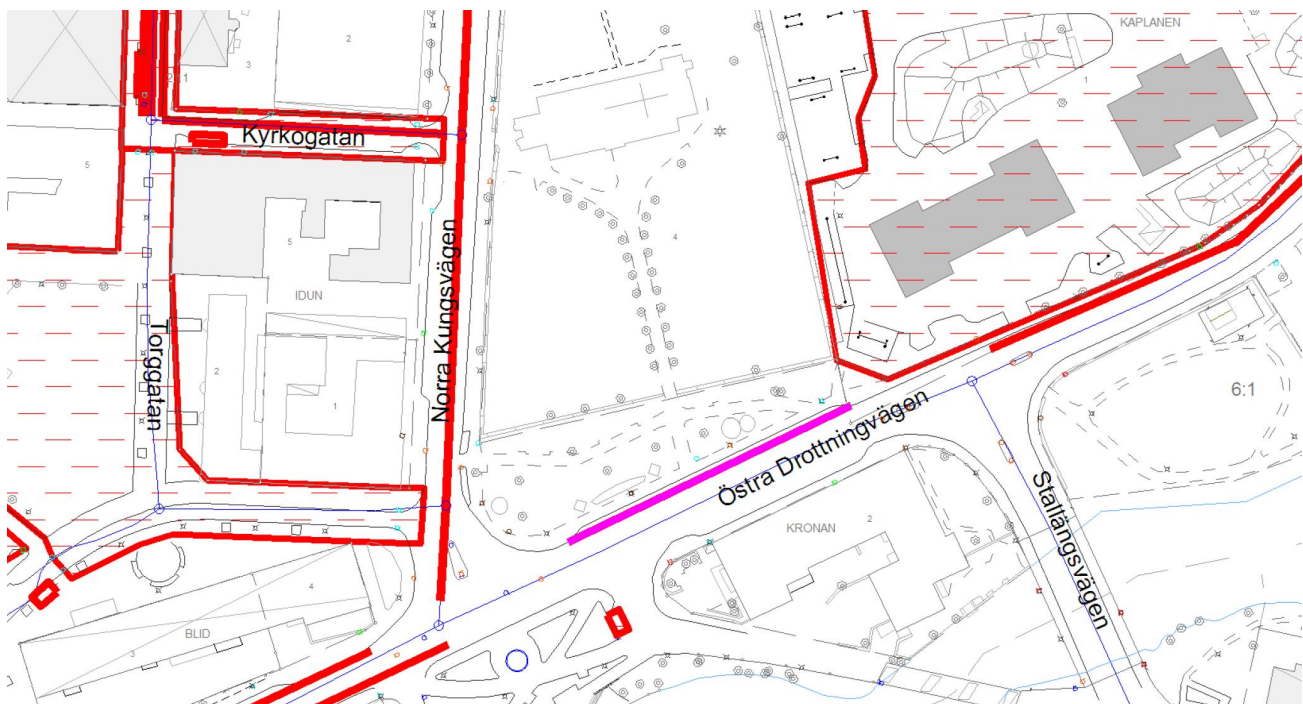 KAPLANEN
2
3
2:1
1
Kyrkogatan
5
5
4
IDUN
Norra Kungsvägen
Torggatan
2
1
6:1
Östra Drottningvägen
Stallängsvägen
KRONAN
2
4
BLID
3